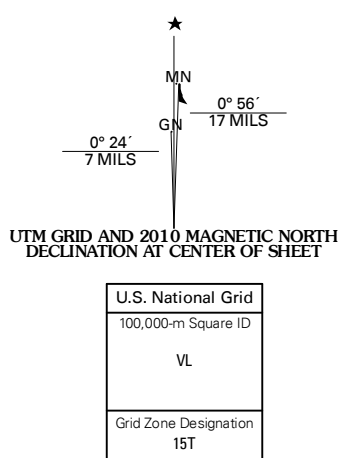 ★
MN
0° 56´
17 MILS
GN
0° 24´
7 MILS
UTM GRID AND 2010 MAGNETIC NORTH
DECLINATION AT CENTER OF SHEET
U.S. National Grid
100,000-m Square ID
VL
Grid Zone Designation
15T